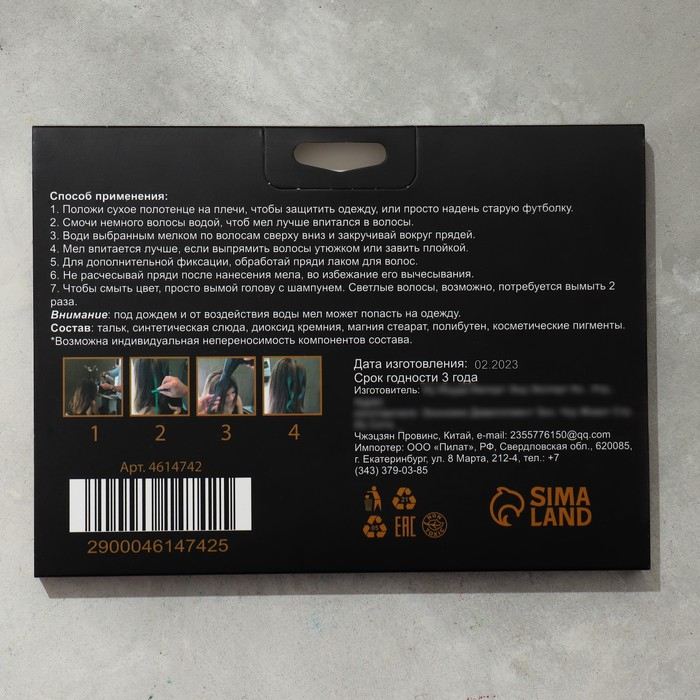 Способ применения:
1. Положи сухое полотенце на плечи, чтобы защитить одежду, или просто надень старую футболку.
2. Смочи немного волосы водой, чтоб мел лучше впитался в волосы.
3. Води выбранным мелком по волосам сверху вниз и закручивай вокруг прядей.
4. Мел впитается лучше, если выпрямить волосы утюжком или завить плойкой.
5. Для дополнительной фиксации, обработай пряди лаком для волос.
6. Не расчесывай пряди после нанесения мела, во избежание его вычесывания.
7. Чтобы смыть цвет, просто вымой голову с шампунем. Светлые волосы, возможно, потребуется вымыть 2
раза.
Внимание: под дождем и от воздействия воды мел может попасть на одежду.
Состав: тальк, синтетическая слюда, диоксид кремния, магния стеарат, полибутен, косметические пигменты.
*Возможна индивидуальная непереносимость компонентов состава.
1 2 3 4
Арт. 4614742
2900046147425
Дата изготовления: 02.2023
Срок годности 3 года
Изготовитель:
Чжэцзян Провинс, Китай, e-mail: 2355776150@qq.com
Импортер: ООО «Пилат», РФ, Свердловская обл., 620085,
г. Екатеринбург, ул. 8 Марта, 212-4, тел.: +7
(343) 379-03-85
21
05 EAC NON TOXIC
SIMA
LAND